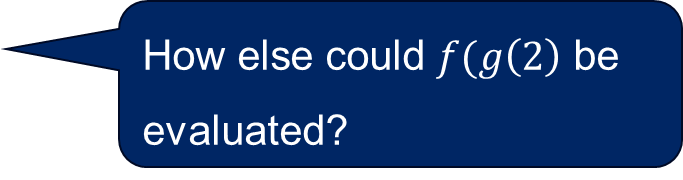 How else could 𝑓(𝑔(2) be
evaluated?